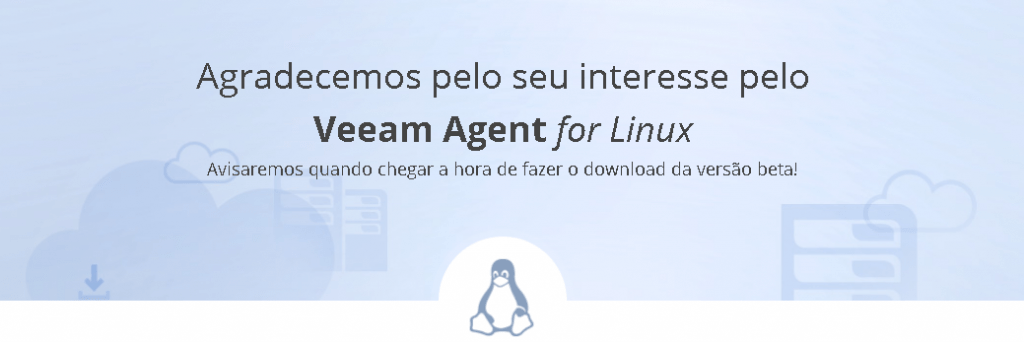 Agradecemos pelo seu interesse pelo
Veeam Agent for Linux
Avisaremos quando chegar a hora de fazer o download da versão beta!